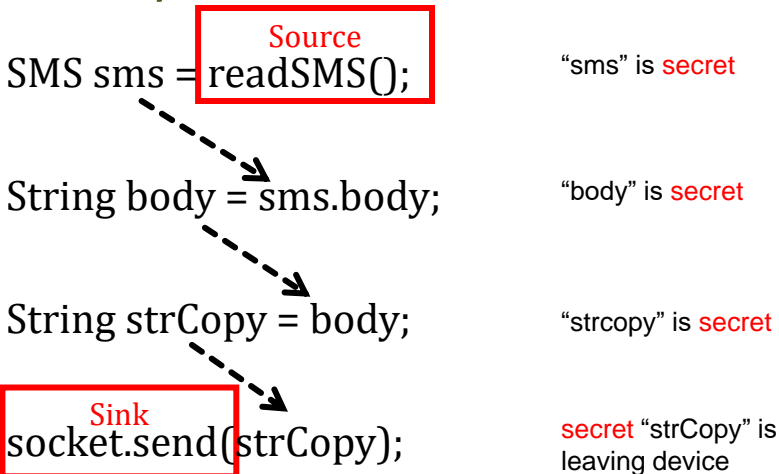 Source
SMS sms = readSMS();
“sms” is secret
String body = sms.body;
“body” is secret
String strCopy = body;
“strcopy” is secret
Sink
socket.send(strCopy);
secret “strCopy” is
leaving device